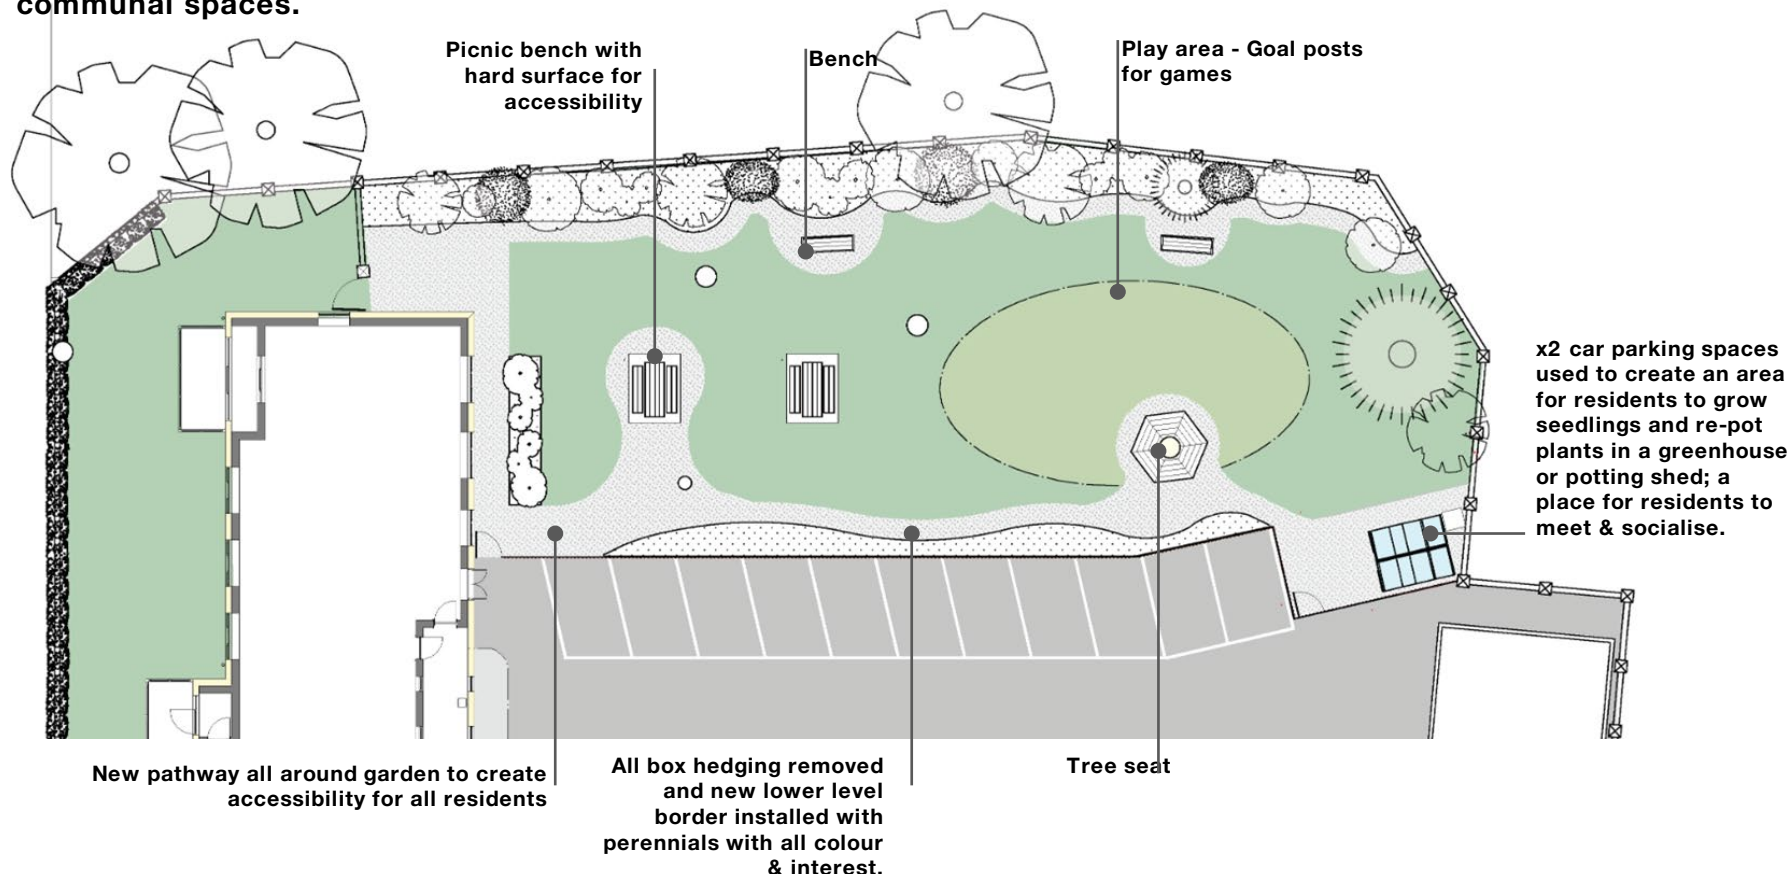 communal spaces.
Picnic bench with
hard surface for
accessibility
Bench
Play area - Goal posts
for games
x2 car parking spaces
used to create an area
for residents to grow
seedlings and re-pot
plants in a greenhouse
or potting shed; a
place for residents to
meet & socialise.
New pathway all around garden to create
accessibility for all residents
All box hedging removed
and new lower level
border installed with
perennials with all colour
& interest.
Tree seat